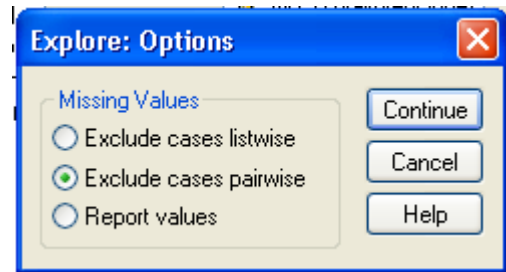 Explore: Options
Missing Values
Exclude cases listwise
Exclude cases pairwise
Report values
Continue
Cancel
Help